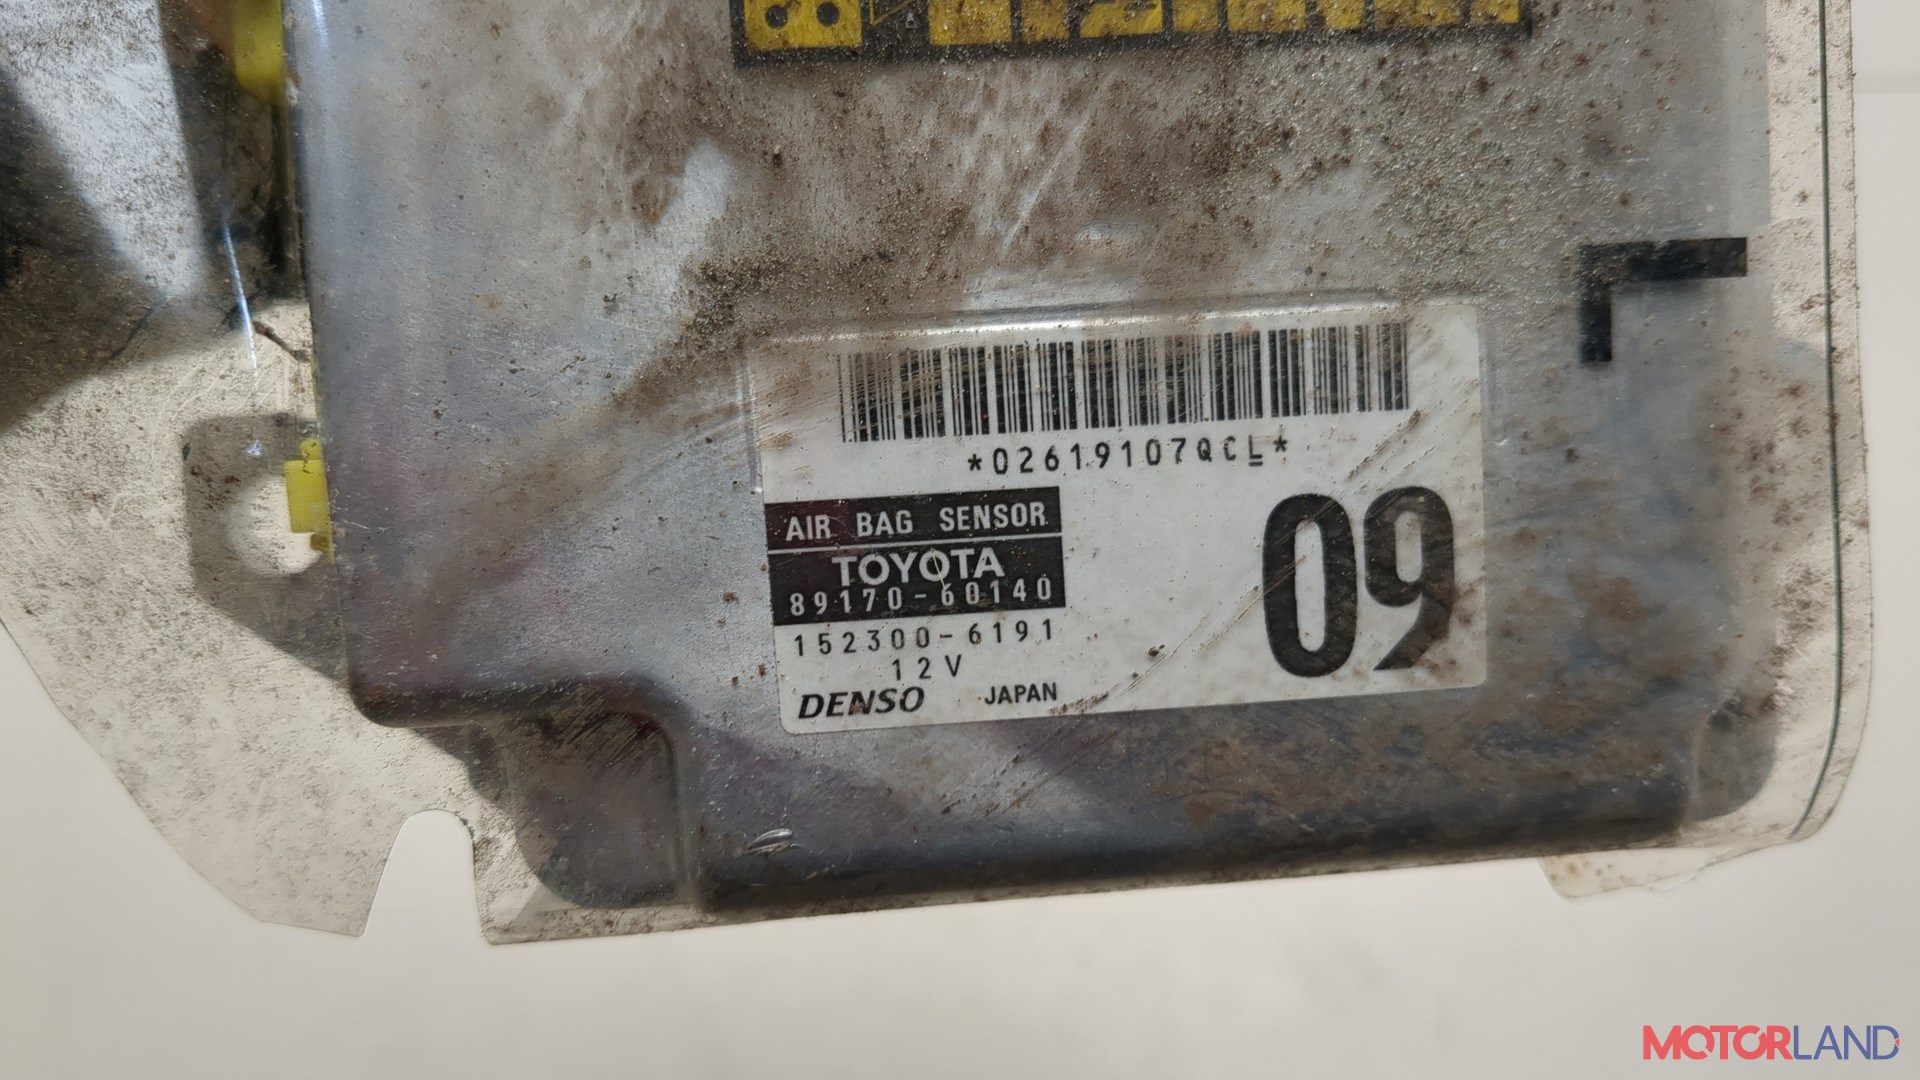 *02619107QCL*
AIR BAG SENSOR
TOYOTA
89170-60140
152300-6191
12V
DENSO JAPAN
09
MOTORLAND